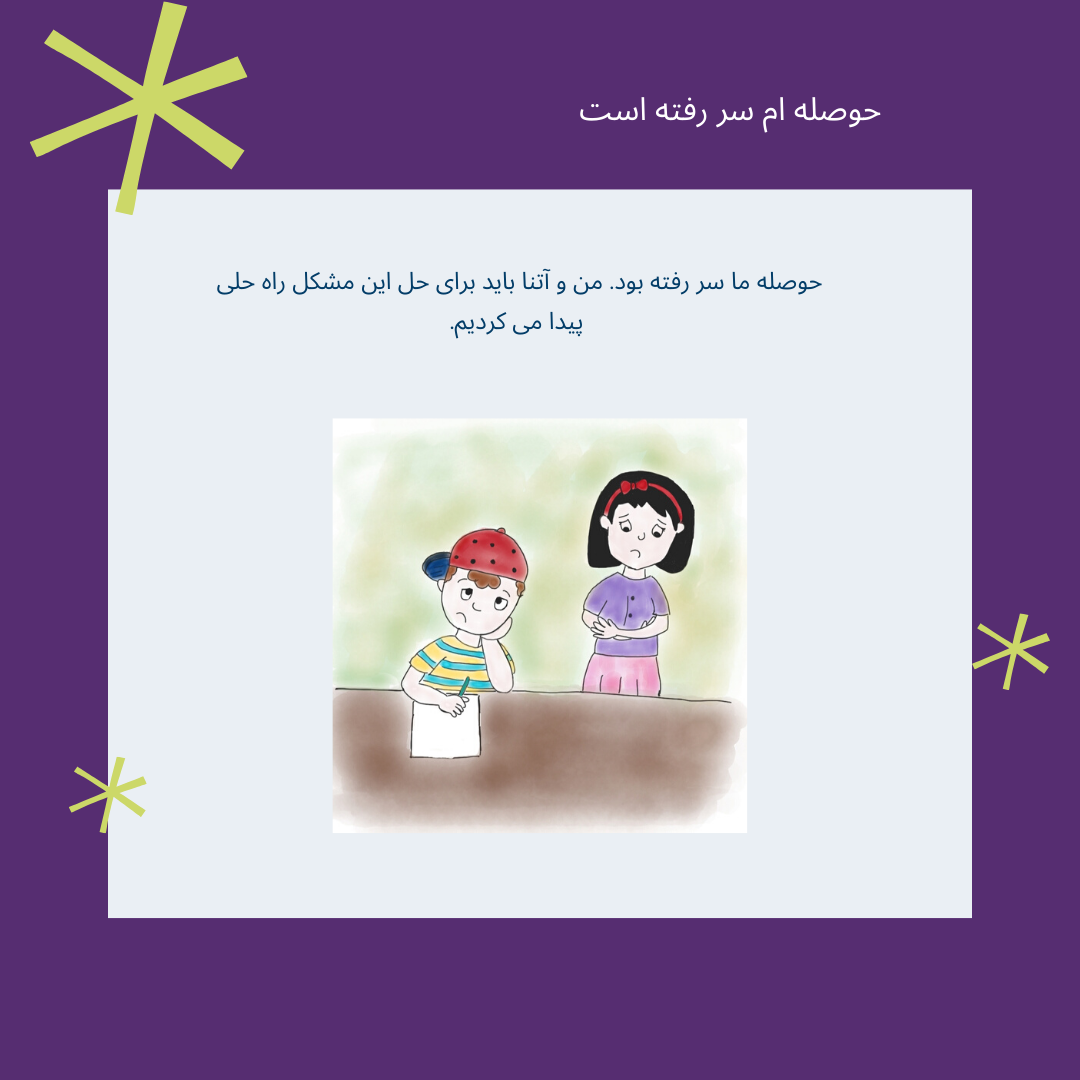 حوصله ام سر رفته است
حوصله ما سر رفته بود. من و آتنا باید برای حل این مشکل راه حلی
پیدا می کردیم.